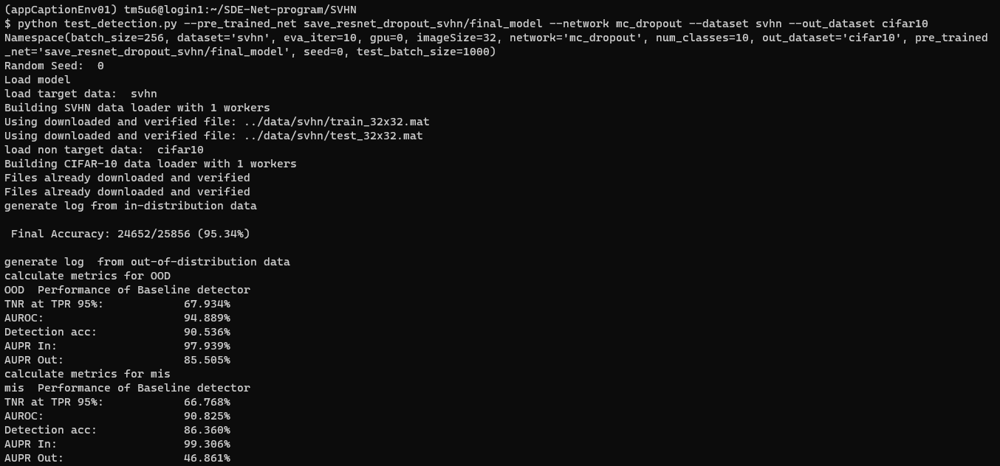 (appCaptionEnv01) tm5u6@login1:~/SDE-Net-program/SVHN
$ python test_detection.py --pre_trained_net save_resnet_dropout_svhn/final_model --network mc_dropout --dataset svhn --out_dataset cifar10
Namespace(batch_size=256, dataset='svhn', eva_iter=10, gpu=0, imageSize=32, network='mc_dropout', num_classes=10, out_dataset='cifar10', pre_trained
_net='save_resnet_dropout_svhn/final_model', seed=0, test_batch_size=1000)
Random Seed:  0
Load model
load target data:  svhn
Building SVHN data loader with 1 workers
Using downloaded and verified file: ../data/svhn/train_32x32.mat
Using downloaded and verified file: ../data/svhn/test_32x32.mat
load non target data:  cifar10
Building CIFAR-10 data loader with 1 workers
Files already downloaded and verified
Files already downloaded and verified
generate log from in-distribution data
Final Accuracy: 24652/25856 (95.34%)
generate log  from out-of-distribution data
calculate metrics for OOD
OOD  Performance of Baseline detector
TNR at TPR 95%:            67.934%
AUROC:                     94.889%
Detection acc:             90.536%
AUPR In:                   97.939%
AUPR Out:                  85.505%
calculate metrics for mis
mis  Performance of Baseline detector
TNR at TPR 95%:            66.768%
AUROC:                     90.825%
Detection acc:             86.360%
AUPR In:                   99.306%
AUPR Out:                  46.861%